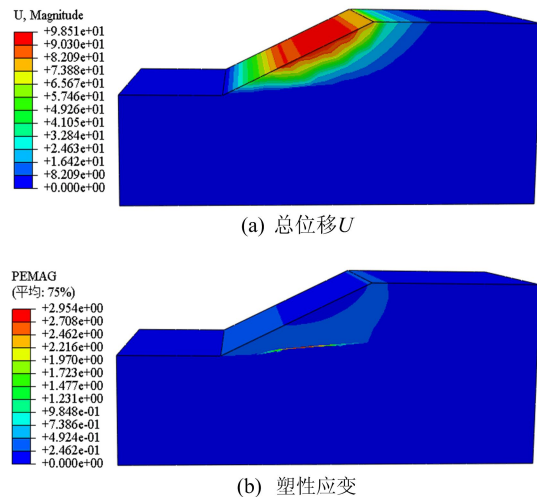 U, Magnitude
+9.851e+01
+9.030e+01
+8.209e+01
+7.388e+01
+6.567e+01
+5.746e+01
+4.926e+01
+4.105e+01
+3.284e+01
+2.463e+01
+1.642e+01
+8.209e+00
+0.000e+00
(a) 总位移U
PEMAG
(平均: 75%)
+2.954e+00
+2.708e+00
+2.462e+00
+2.216e+00
+1.970e+00
+1.723e+00
+1.477e+00
+1.231e+00
+9.848e-01
+7.386e-01
+4.924e-01
+2.462e-01
+0.000e+00
(b) 塑性应变